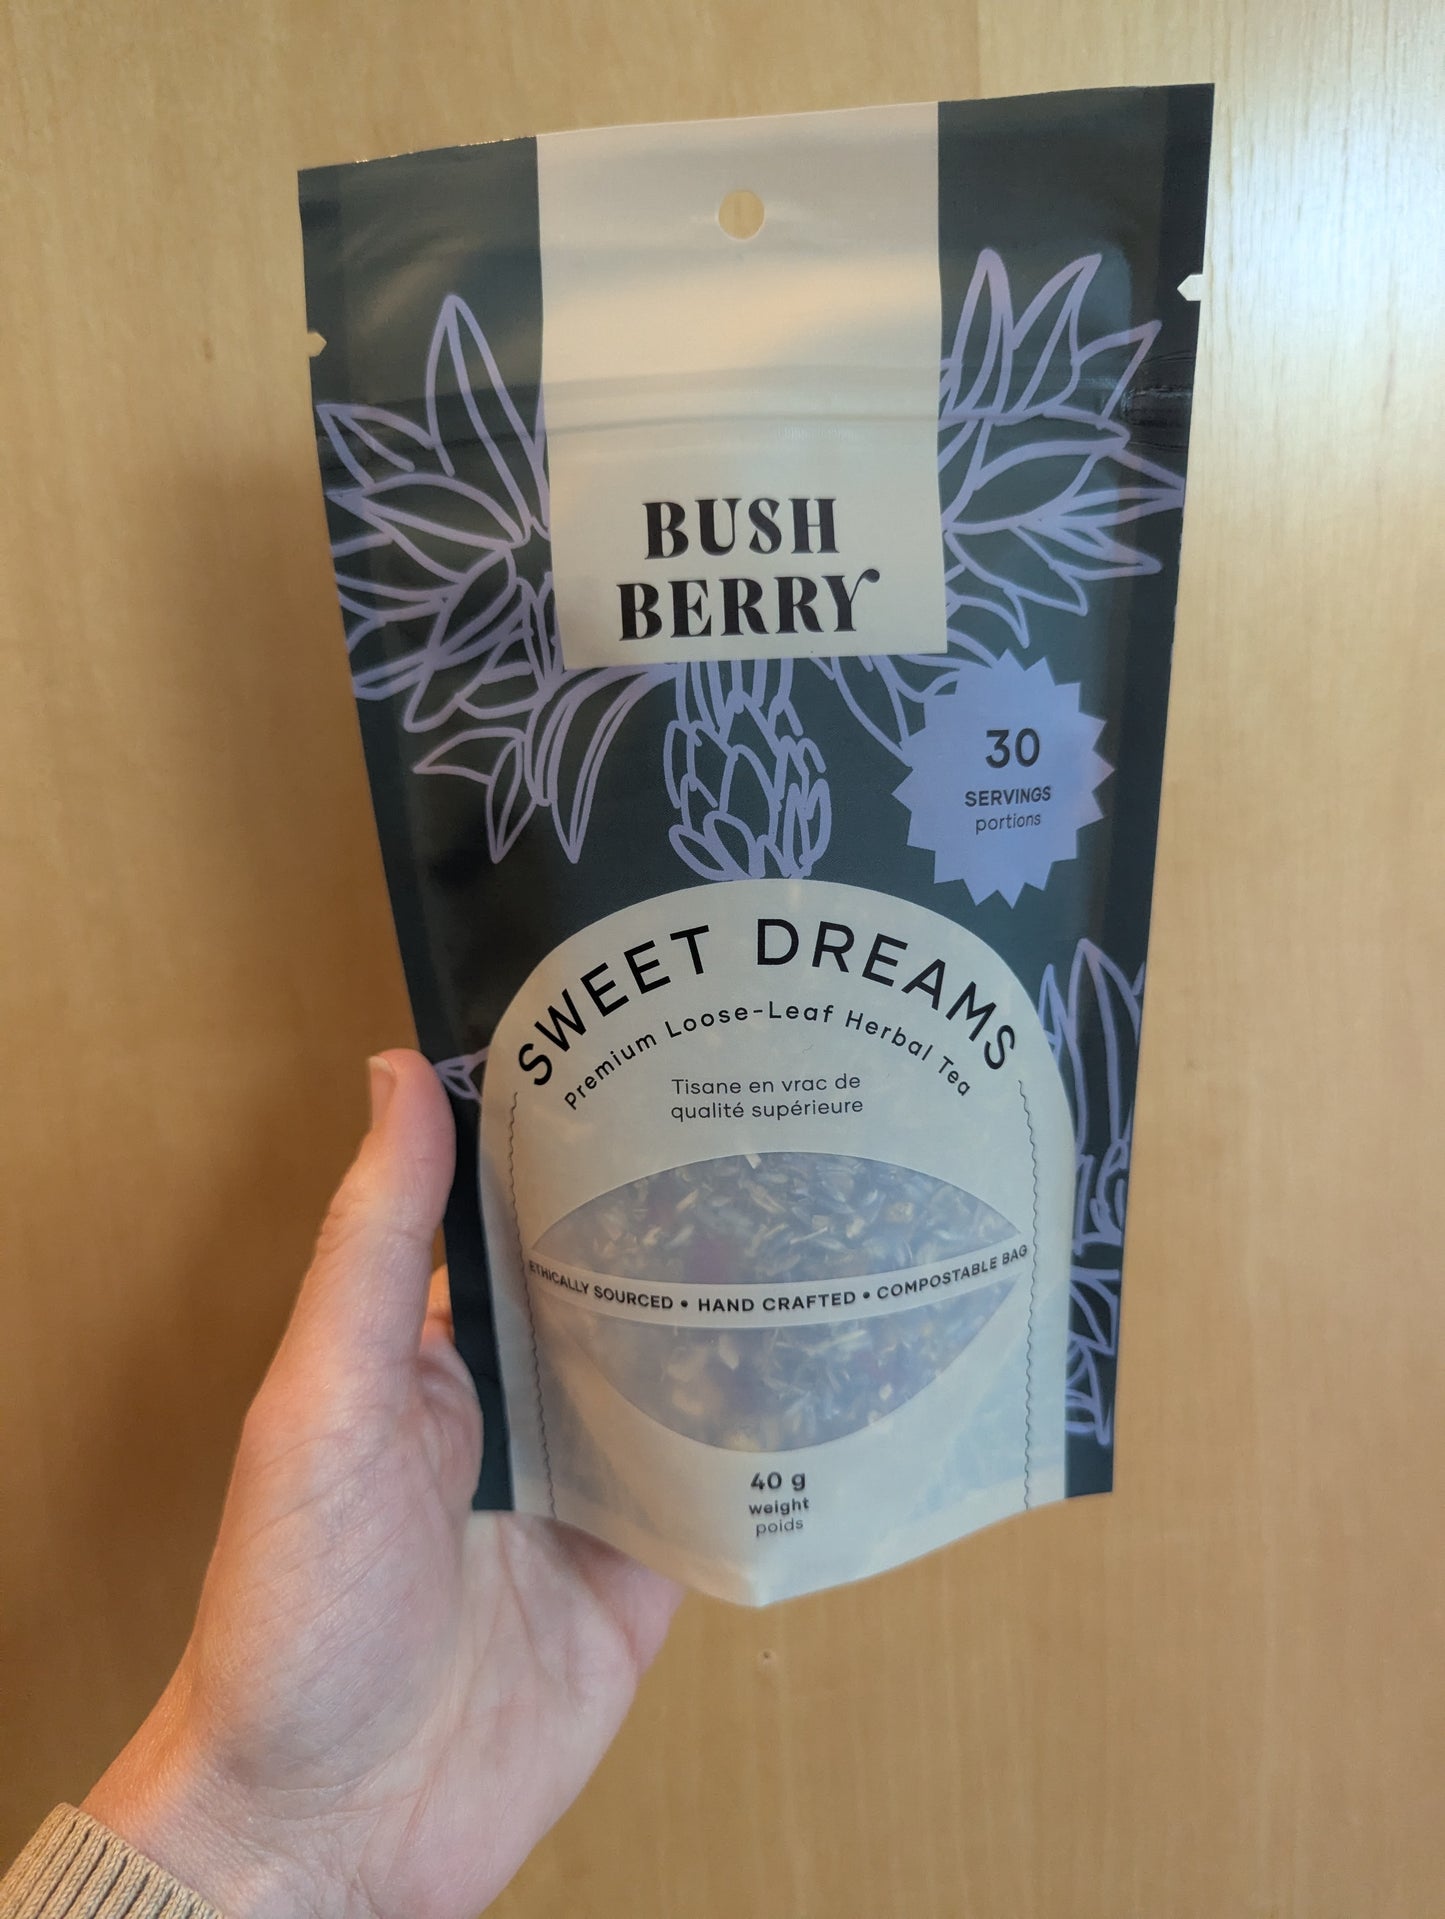 BUSH
BERRY
30
SERVINGS
portions
SWEET DREAMS
Premium Loose-Leaf Herbal Tea
Tisane en vrac de
qualité supérieure
ETHICALLY SOURCED • HAND CRAFTED • COMPOSTABLE BAG
40 g
weight
poids